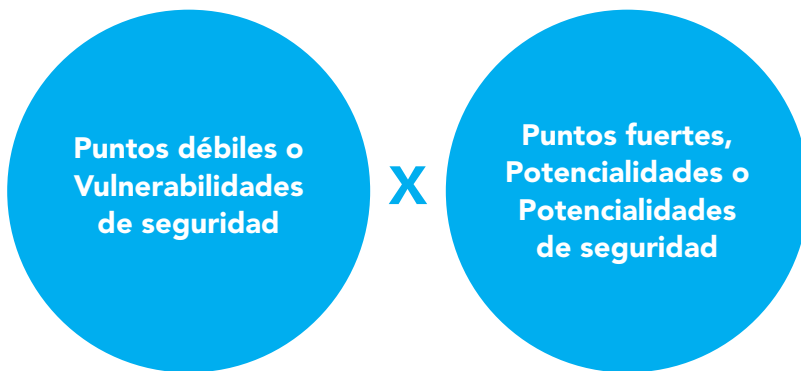 Puntos débiles o
Vulnerabilidades
de seguridad
X
Puntos fuertes,
Potencialidades o
Potencialidades
de seguridad